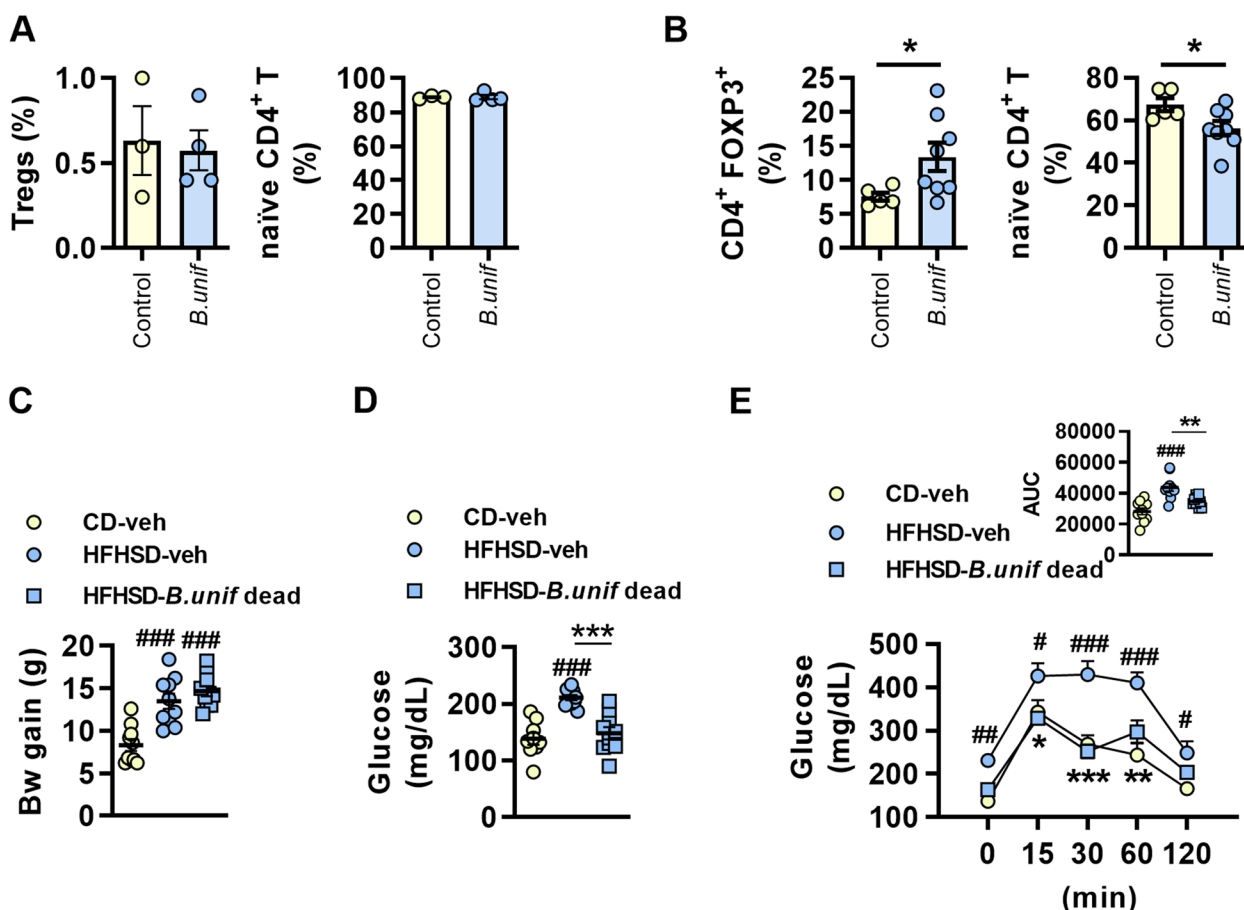 A
Tregs (%)
1.0
0.5
0.0
Control
B.unif
naïve CD4+ T
(%)
100
80
60
40
20
0
Control
B.unif
B
CD4+ FOXP3+
(%)
25
20
15
10
5
0
*
Control
B.unif
naïve CD4+ T
(%)
80
60
40
20
0
*
Control
B.unif
C
CD-veh
HFHSD-veh
HFHSD-B.unif dead
Bw gain (g)
20
15
10
5
0
### ###
D
CD-veh
HFHSD-veh
HFHSD-B.unif dead
Glucose
(mg/dL)
300
200
100
0
***
###
E
CD-veh
HFHSD-veh
HFHSD-B.unif dead
AUC
80000
60000
40000
20000
0
**
###
Glucose
(mg/dL)
500
400
300
200
100
## # ### ### #
* *** **
0 15 30 60 120
(min)